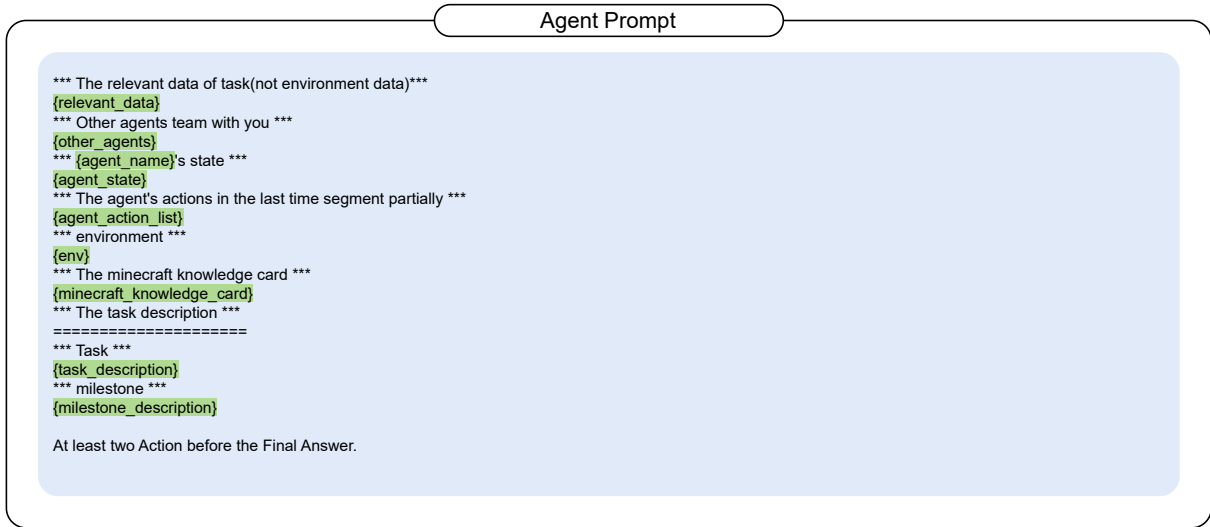 Agent Prompt
*** The relevant data of task(not environment data)***
{relevant_data}
*** Other agents team with you ***
{other_agents}
*** {agent_name}'s state ***
{agent_state}
*** The agent's actions in the last time segment partially ***
{agent_action_list}
*** environment ***
{env}
*** The minecraft knowledge card ***
{minecraft_knowledge_card}
*** The task description ***
=====================
*** Task ***
{task_description}
*** milestone ***
{milestone_description}
At least two Action before the Final Answer.